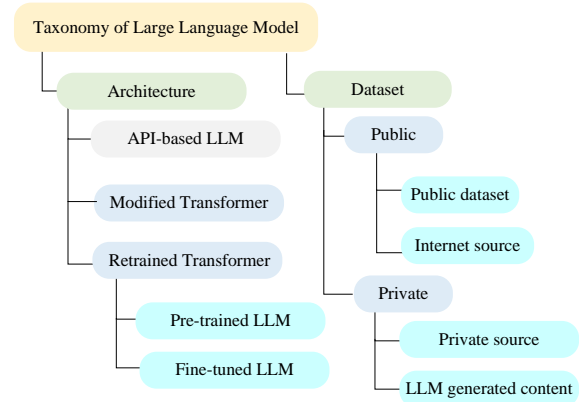 Taxonomy of Large Language Model
Architecture
API-based LLM
Modified Transformer
Retrained Transformer
Pre-trained LLM
Fine-tuned LLM
Dataset
Public
Public dataset
Internet source
Private
Private source
LLM generated content